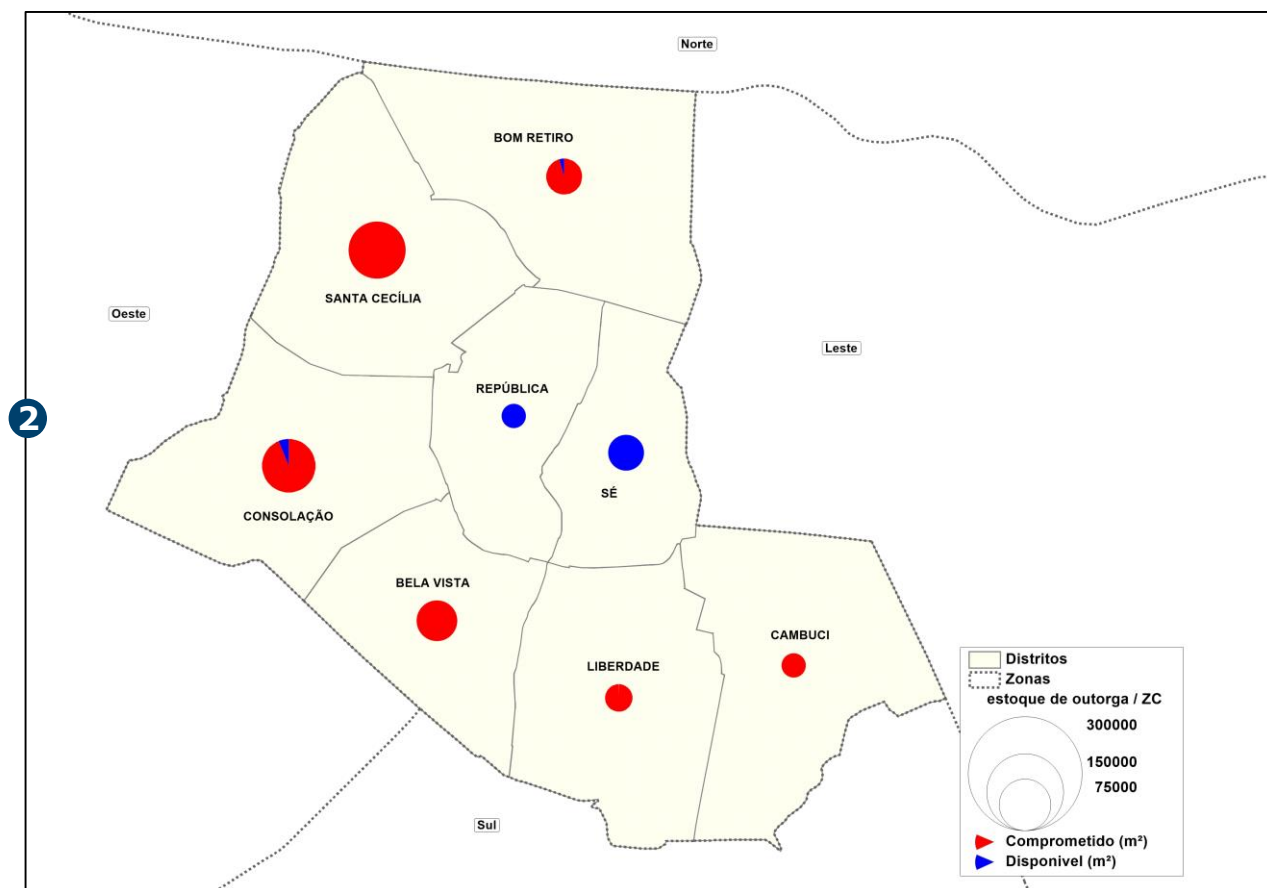 Norte
BOM RETIRO
SANTA CECÍLIA
Oeste
Leste
REPÚBLICA
2
SÉ
CONSOLAÇÃO
BELA VISTA
CAMBUCI
LIBERDADE
Sul
Distritos
Zonas
estoque de outorga / ZC
300000
150000
75000
Comprometido (m²)
Disponivel (m²)